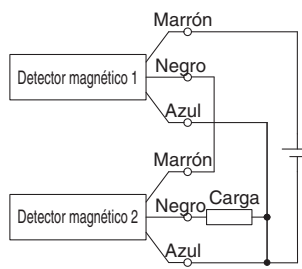 Marrón
Detector magnético 1
Negro
Azul
Marrón
Detector magnético 2
Negro
Carga
Azul